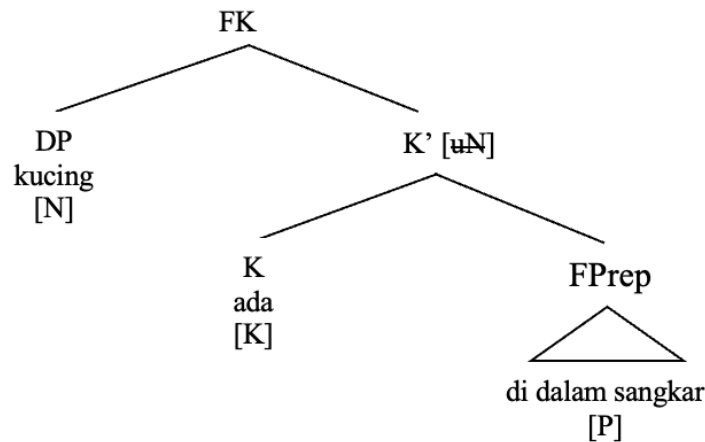 FK
DP
kucing
[N]
K’ [uN]
K
ada
[K]
FPrep
di dalam sangkar
[P]